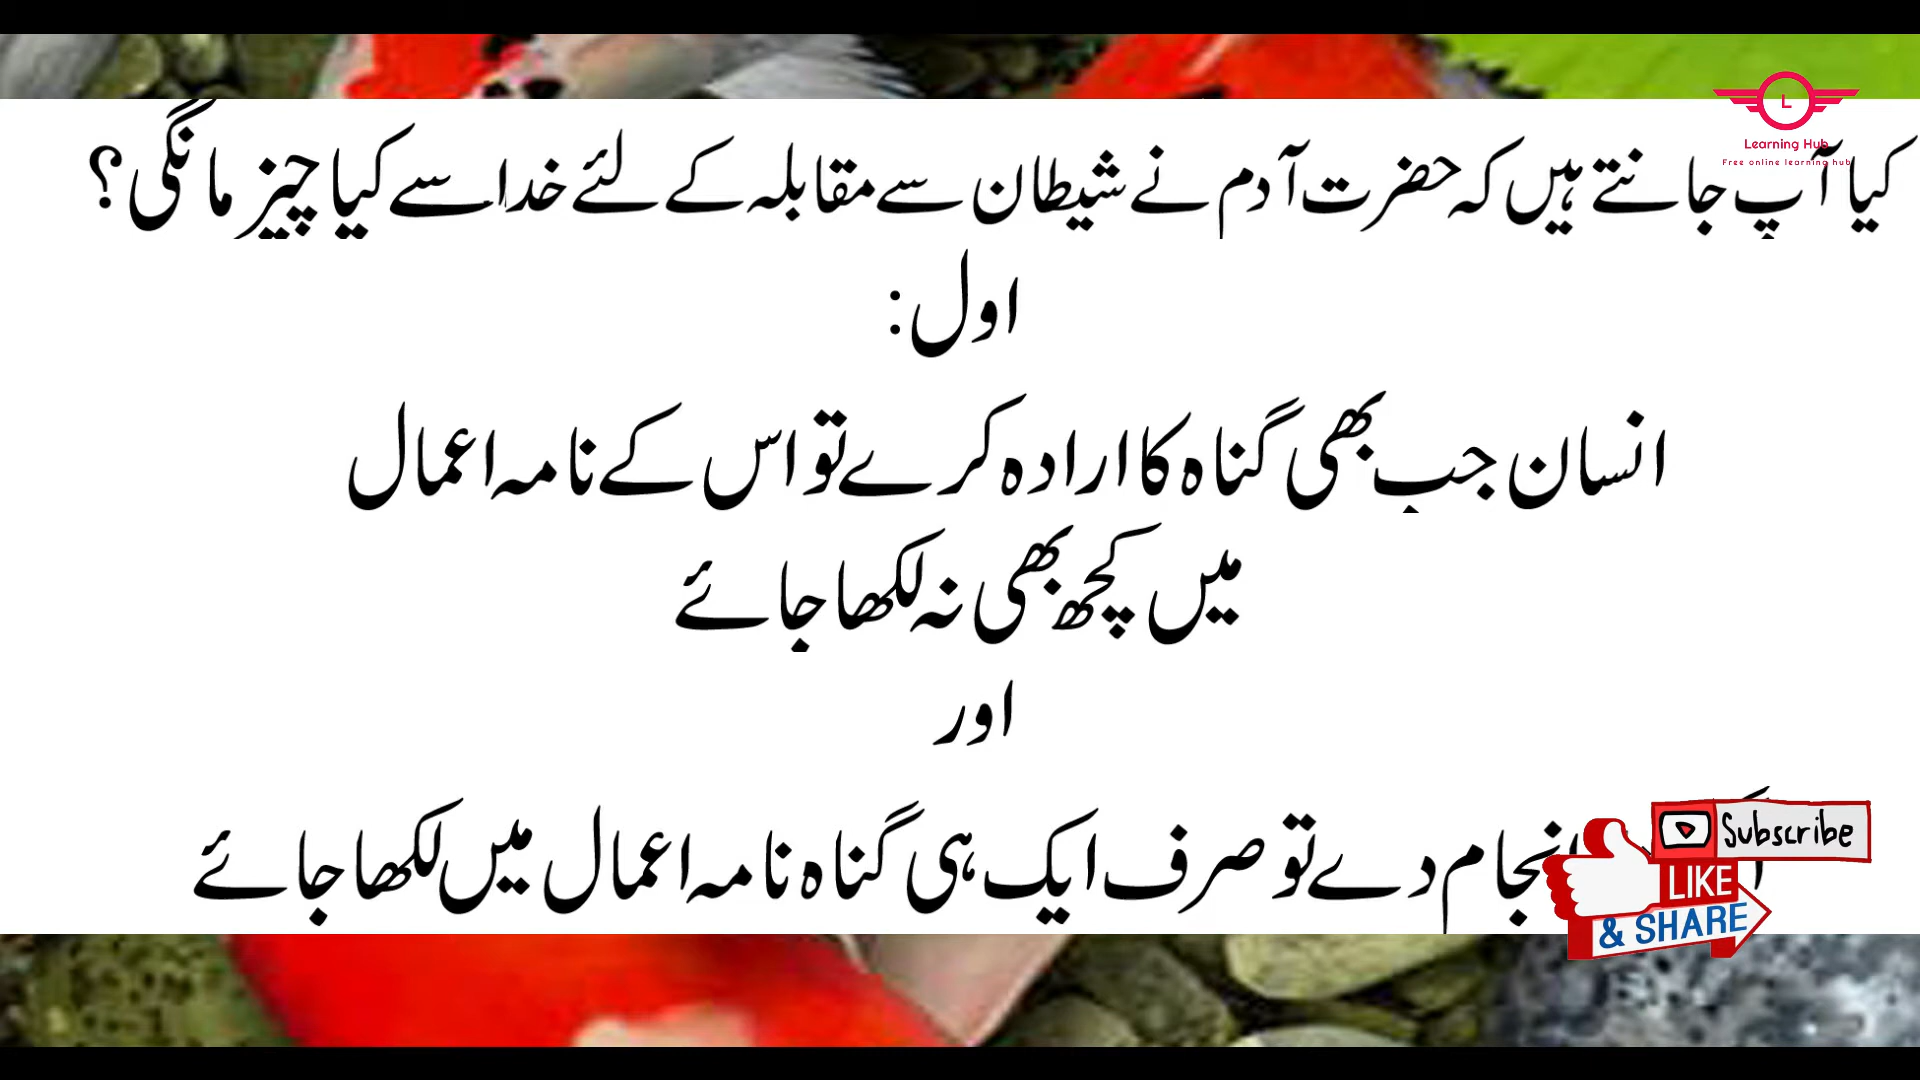 Learning Hub
Free online learning hub
کیا آپ جانتے ہیں کہ حضرت آدم نے شیطان سے مقابلہ کے لئے خدا سے کیا چیز مانگی؟
اول:
انسان جب بھی گناہ کا ارادہ کرے تو اس کے نامہ اعمال
میں کچھ بھی نہ لکھا جائے
اور
انجام دے تو صرف ایک ہی گناہ نامہ اعمال میں لکھا جائے
Subscribe
LIKE
& SHARE